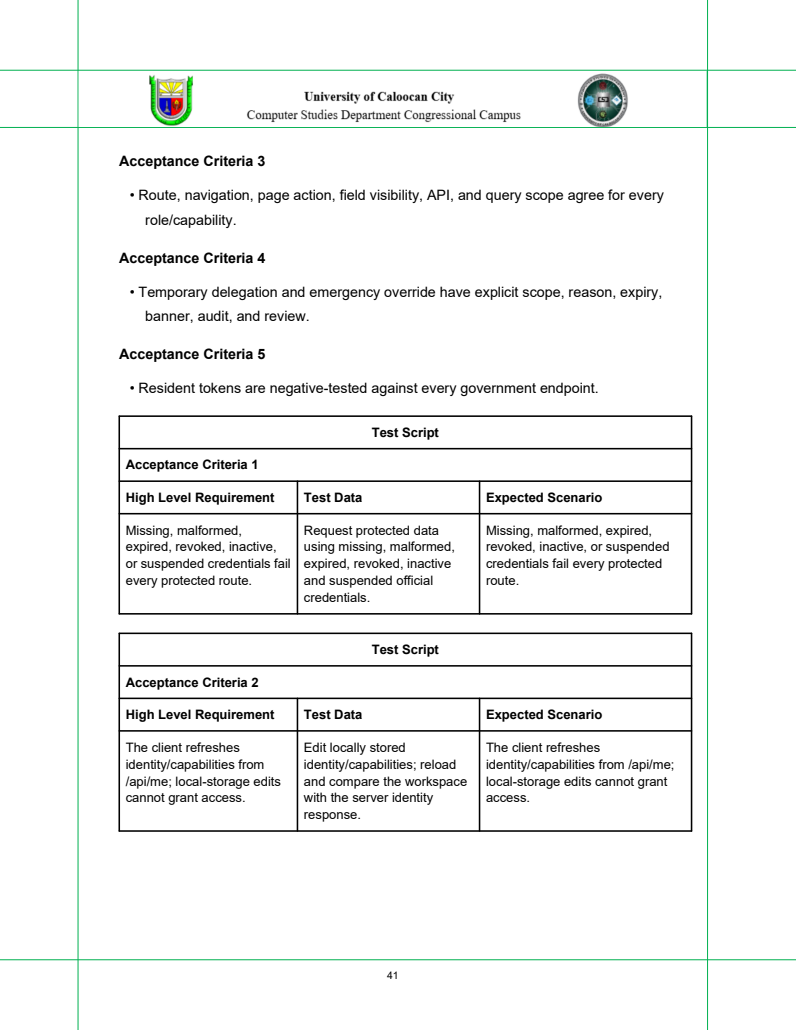 University of Caloocan City
Computer Studies Department Congressional Campus
Acceptance Criteria 3
• Route, navigation, page action, field visibility, API, and query scope agree for every
role/capability.
Acceptance Criteria 4
• Temporary delegation and emergency override have explicit scope, reason, expiry,
banner, audit, and review.
Acceptance Criteria 5
• Resident tokens are negative-tested against every government endpoint.
Test Script
Acceptance Criteria 1
High Level Requirement
Test Data
Expected Scenario
Missing, malformed,
expired, revoked, inactive,
or suspended credentials fail
every protected route.
Request protected data
using missing, malformed,
expired, revoked, inactive
and suspended official
credentials.
Missing, malformed, expired,
revoked, inactive, or suspended
credentials fail every protected
route.
Test Script
Acceptance Criteria 2
High Level Requirement
Test Data
Expected Scenario
The client refreshes
identity/capabilities from
/api/me; local-storage edits
cannot grant access.
Edit locally stored
identity/capabilities; reload
and compare the workspace
with the server identity
response.
The client refreshes
identity/capabilities from /api/me;
local-storage edits cannot grant
access.
41